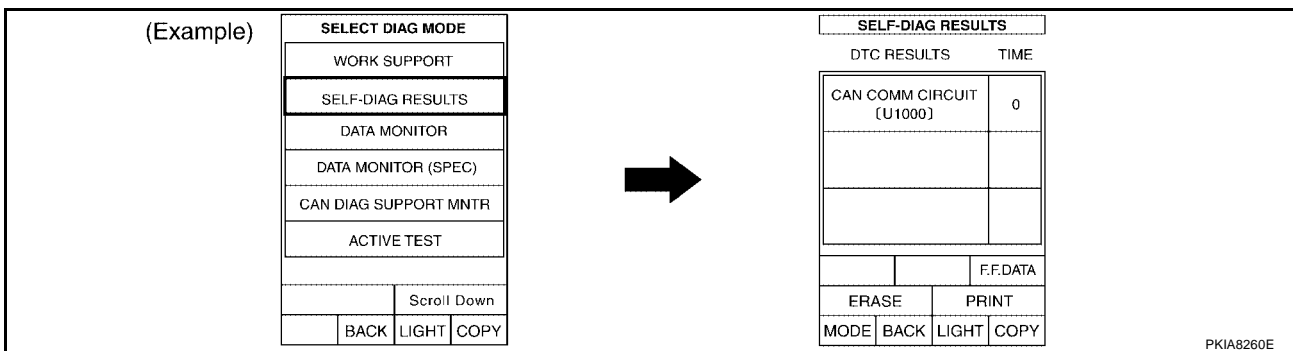 (Example)
SELECT DIAG MODE
WORK SUPPORT
SELF-DIAG RESULTS
DATA MONITOR
DATA MONITOR (SPEC)
CAN DIAG SUPPORT MNTR
ACTIVE TEST
Scroll Down
BACK LIGHT COPY
SELF-DIAG RESULTS
DTC RESULTS TIME
CAN COMM CIRCUIT 0
〔U1000〕
F.F.DATA
ERASE PRINT
MODE BACK LIGHT COPY
PKIA8260E